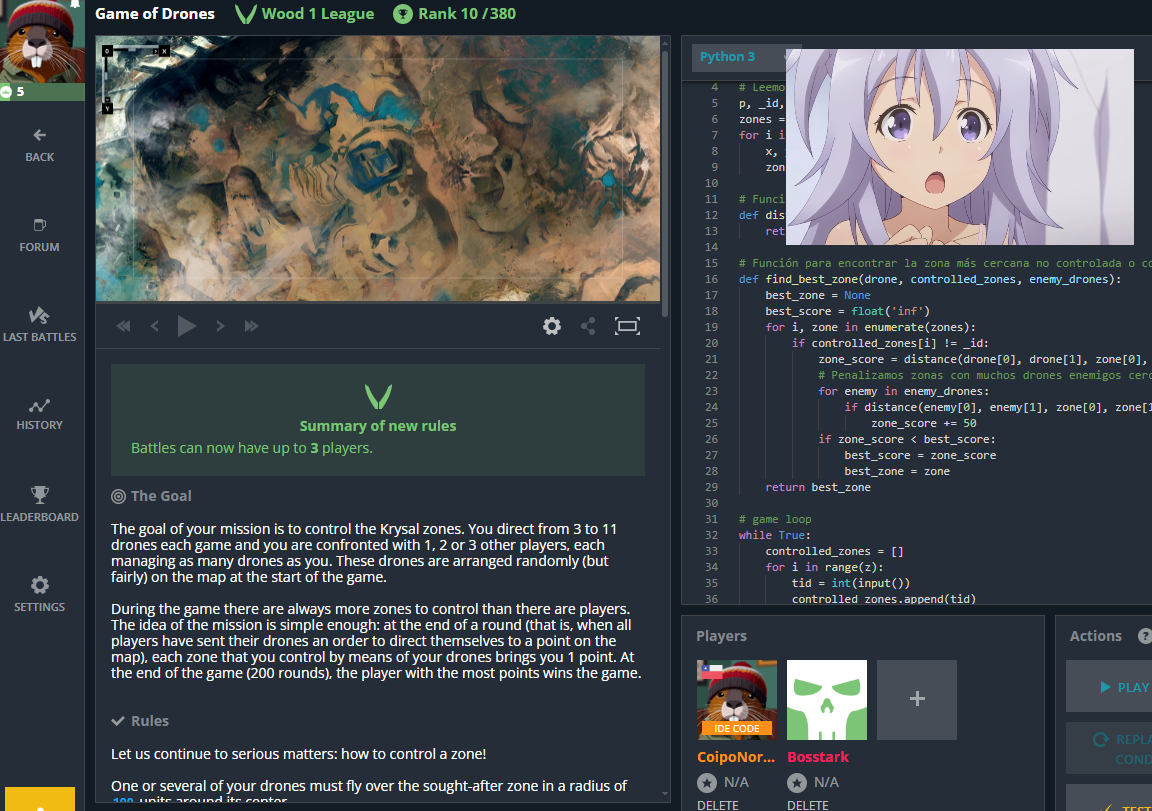 Game of Drones
Wood 1 League
Rank 10 / 380
5
BACK
FORUM
LAST BATTLES
HISTORY
LEADERBOARD
SETTINGS
0
X
Y
Summary of new rules
Battles can now have up to 3 players.
The Goal
The goal of your mission is to control the Krysal zones. You direct from 3 to 11
drones each game and you are confronted with 1, 2 or 3 other players, each
managing as many drones as you. These drones are arranged randomly (but
fairly) on the map at the start of the game.
During the game there are always more zones to control than there are players.
The idea of the mission is simple enough: at the end of a round (that is, when all
players have sent their drones an order to direct themselves to a point on the
map), each zone that you control by means of your drones brings you 1 point. At
the end of the game (200 rounds), the player with the most points wins the game.
Rules
Let us continue to serious matters: how to control a zone!
One or several of your drones must fly over the sought-after zone in a radius of
100 units around its center.
Python 3
4 # Leemo
5 p, _id,
6 zones =
7 for i i
8 x,
9 zon
10
11 # Funci
12 def dis
13 ret
14
15 # Función para encontrar la zona más cercana no controlada o co
16 def find_best_zone(drone, controlled_zones, enemy_drones):
17 best_zone = None
18 best_score = float('inf')
19 for i, zone in enumerate(zones):
20 if controlled_zones[i] != _id:
21 zone_score = distance(drone[0], drone[1], zone[0],
22 # Penalizamos zonas con muchos drones enemigos cerc
23 for enemy in enemy_drones:
24 if distance(enemy[0], enemy[1], zone[0], zone[1
25 zone_score += 50
26 if zone_score < best_score:
27 best_score = zone_score
28 best_zone = zone
29 return best_zone
30
31 # game loop
32 while True:
33 controlled_zones = []
34 for i in range(z):
35 tid = int(input())
36 controlled_zones.append(tid)
Players
IDE CODE
CoipoNor...
N/A
DELETE
Bosstark
N/A
DELETE
+
Actions ?
PLAY
REPLA
COND
TEST